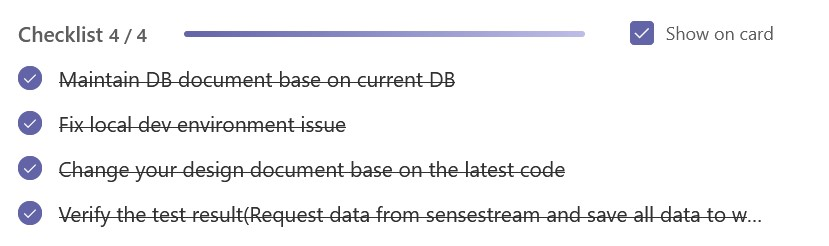 Checklist 4 / 4
Show on card
Maintain DB document base on current DB
Fix local dev environment issue
Change your design document base on the latest code
Verify the test result(Request data from sensestream and save all data to w...